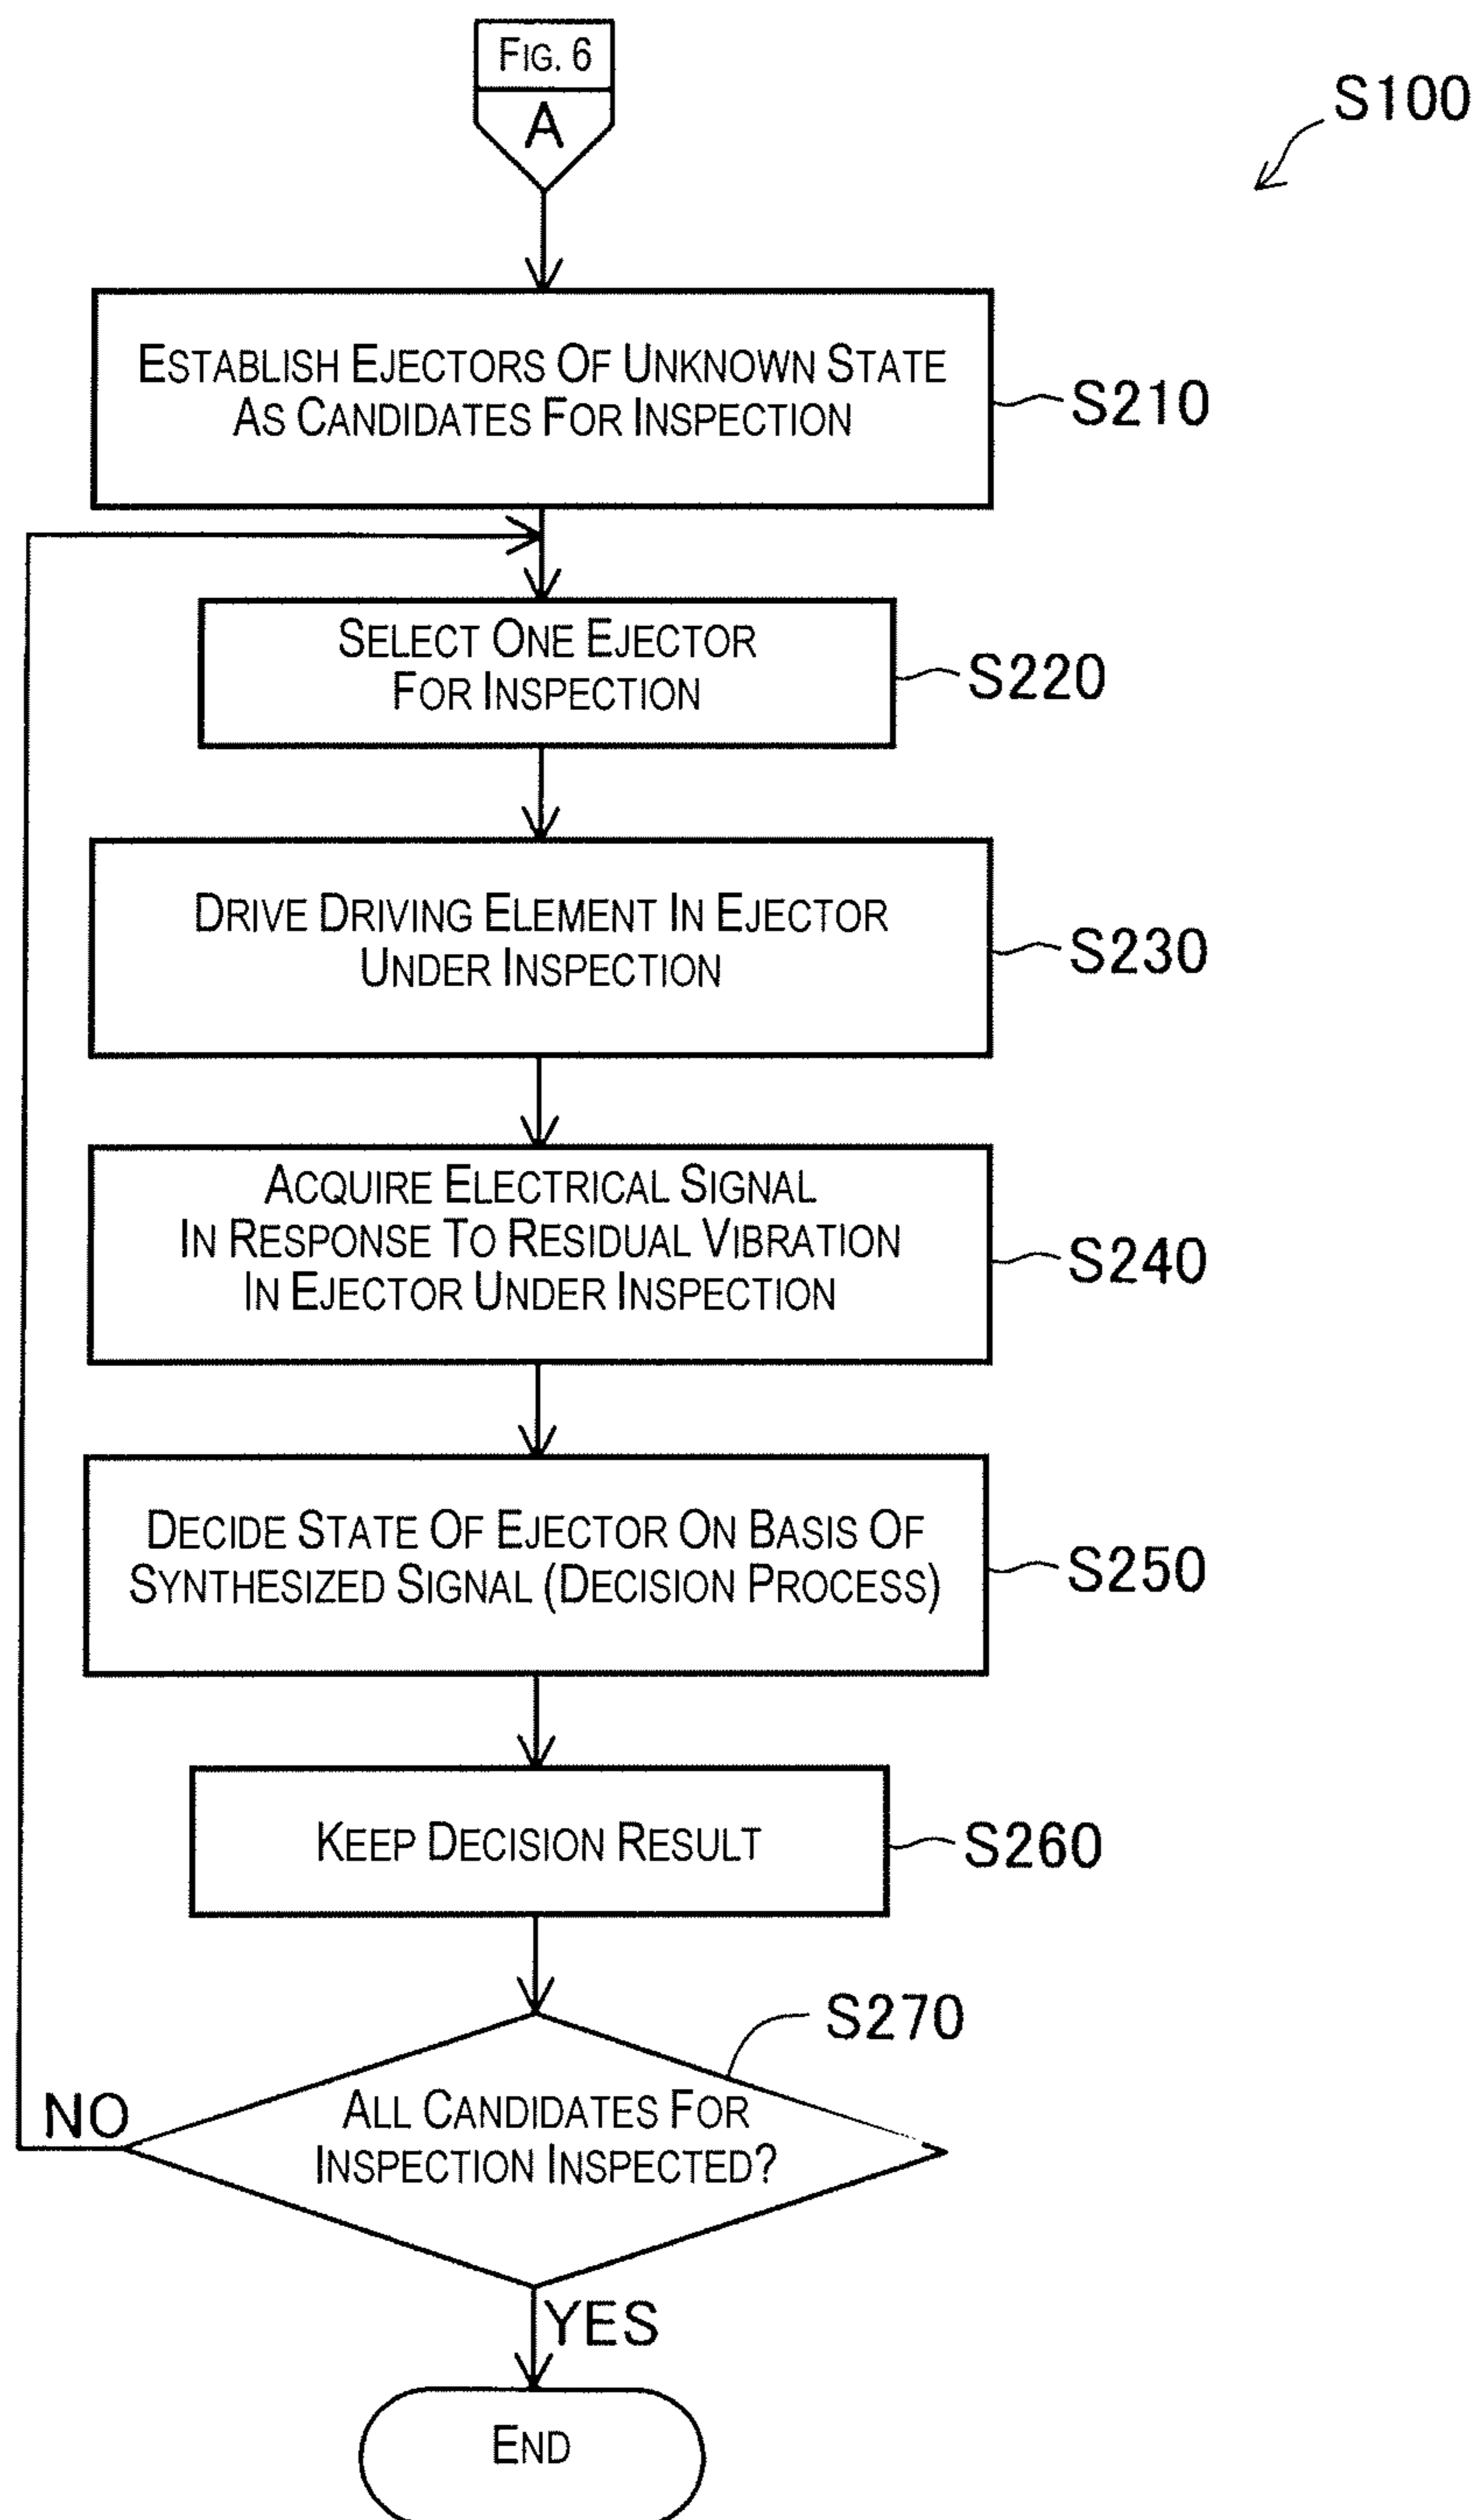 FIG. 6
A
S100
ESTABLISH EJECTORS OF UNKNOWN STATE
AS CANDIDATES FOR INSPECTION
S210
SELECT ONE EJECTOR
FOR INSPECTION
S220
DRIVE DRIVING ELEMENT IN EJECTOR
UNDER INSPECTION
S230
ACQUIRE ELECTRICAL SIGNAL
IN RESPONSE TO RESIDUAL VIBRATION
IN EJECTOR UNDER INSPECTION
S240
DECIDE STATE OF EJECTOR ON BASIS OF
SYNTHESIZED SIGNAL (DECISION PROCESS)
S250
KEEP DECISION RESULT
S260
S270
ALL CANDIDATES FOR
INSPECTION INSPECTED?
NO
YES
END